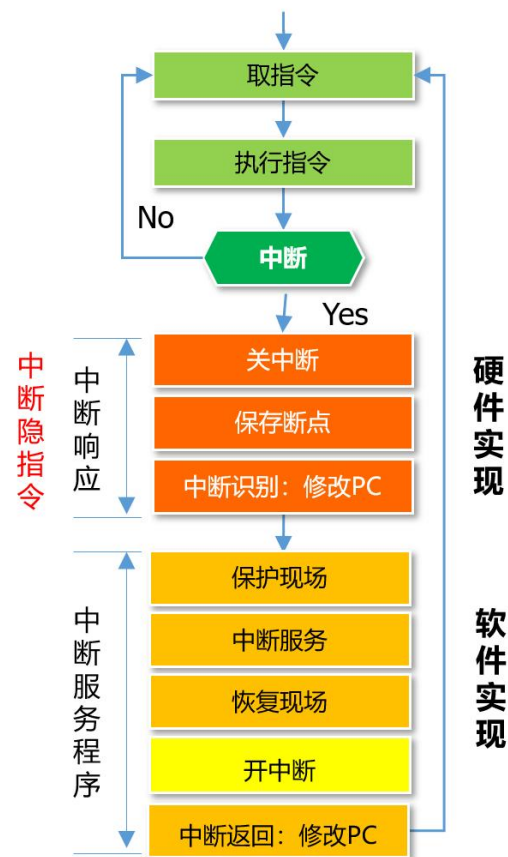 取指令
执行指令
No
中断
Yes
关中断
保存断点
中断识别：修改PC
中断隐指令
中断响应
硬件实现
保护现场
中断服务
恢复现场
开中断
中断返回：修改PC
中断服务程序
软件实现